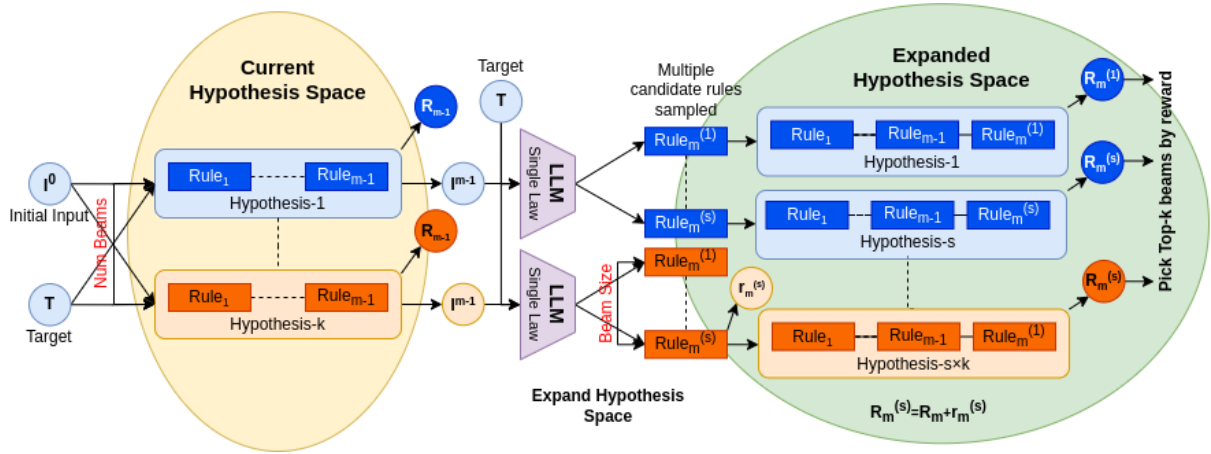 Current
Hypothesis Space
I⁰
Initial Input
T
Target
Num Beams
Rule₁
Ruleₘ₋₁
Hypothesis-1
Rule₁
Ruleₘ₋₁
Hypothesis-k
Rₘ₋₁
Rₘ₋₁
Iᵐ⁻¹
Iᵐ⁻¹
Target
T
LLM
Single Law
LLM
Single Law
Multiple
candidate rules
sampled
Ruleₘ⁽¹⁾
Ruleₘ⁽ˢ⁾
Ruleₘ⁽¹⁾
Ruleₘ⁽ˢ⁾
Beam Size
rₘ⁽ˢ⁾
Expand Hypothesis
Space
Expanded
Hypothesis Space
Rule₁
Ruleₘ₋₁
Ruleₘ⁽¹⁾
Hypothesis-1
Rule₁
Ruleₘ₋₁
Ruleₘ⁽ˢ⁾
Hypothesis-s
Rule₁
Ruleₘ₋₁
Ruleₘ⁽¹⁾
Hypothesis-s×k
Rₘ⁽¹⁾
Rₘ⁽ˢ⁾
Rₘ⁽ˢ⁾
Rₘ⁽ˢ⁾=Rₘ+rₘ⁽ˢ⁾
Pick Top-k beams by reward